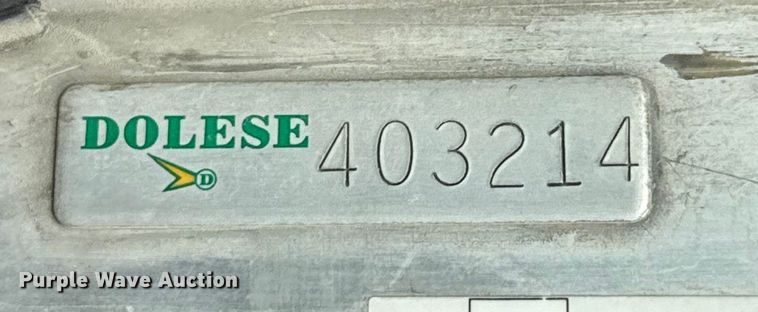 DOLESE 403214
D
Purple Wave Auction